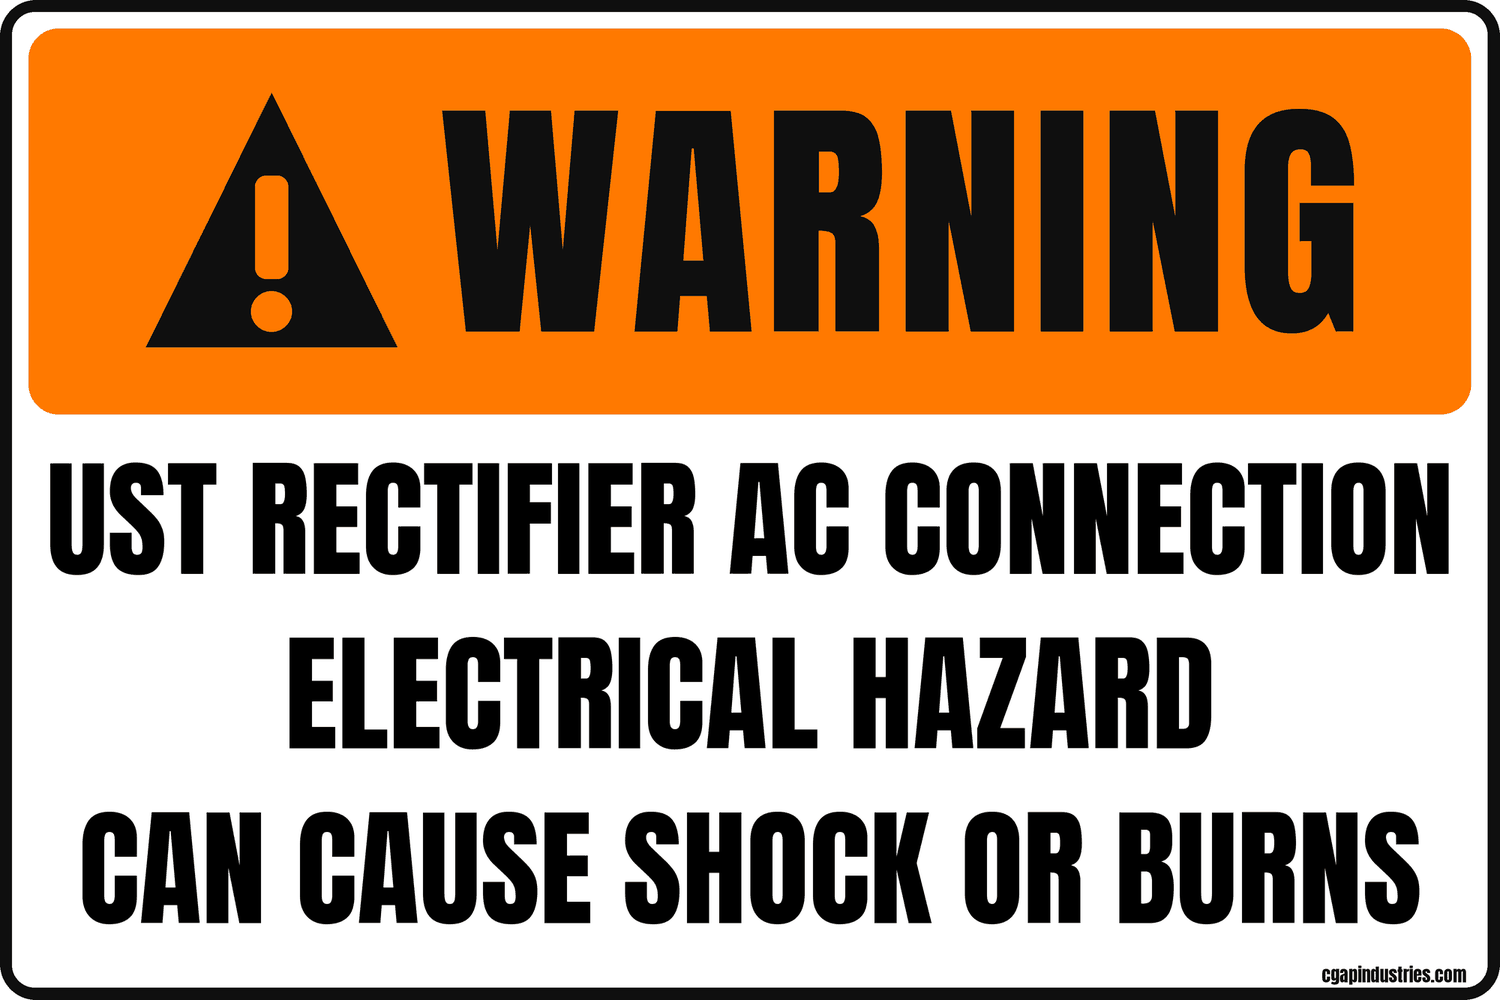 WARNING
UST RECTIFIER AC CONNECTION
ELECTRICAL HAZARD
CAN CAUSE SHOCK OR BURNS
cgapindustries.com